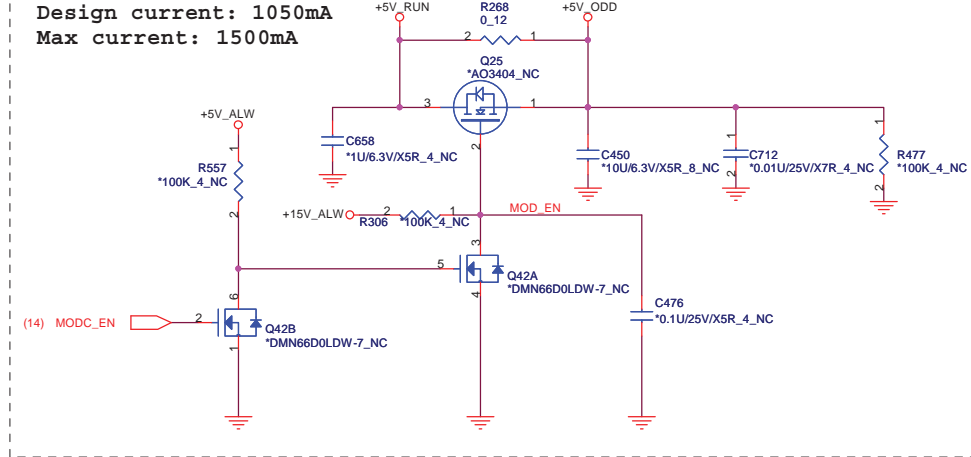 Design current: 1050mA
Max current: 1500mA
+5V_RUN
R268
0_12
+5V_ODD
2
1
Q25
*AO3404_NC
3
1
2
+5V_ALW
1
R557
*100K_4_NC
2
C658
*1U/6.3V/X5R_4_NC
C450
*10U/6.3V/X5R_8_NC
1
C712
*0.01U/25V/X7R_4_NC
2
1
R477
*100K_4_NC
2
+15V_ALW
2
1
R306
*100K_4_NC
MOD_EN
3
5
Q42A
*DMN66D0LDW-7_NC
4
6
(14) MODC_EN
2
Q42B
*DMN66D0LDW-7_NC
1
C476
*0.1U/25V/X5R_4_NC